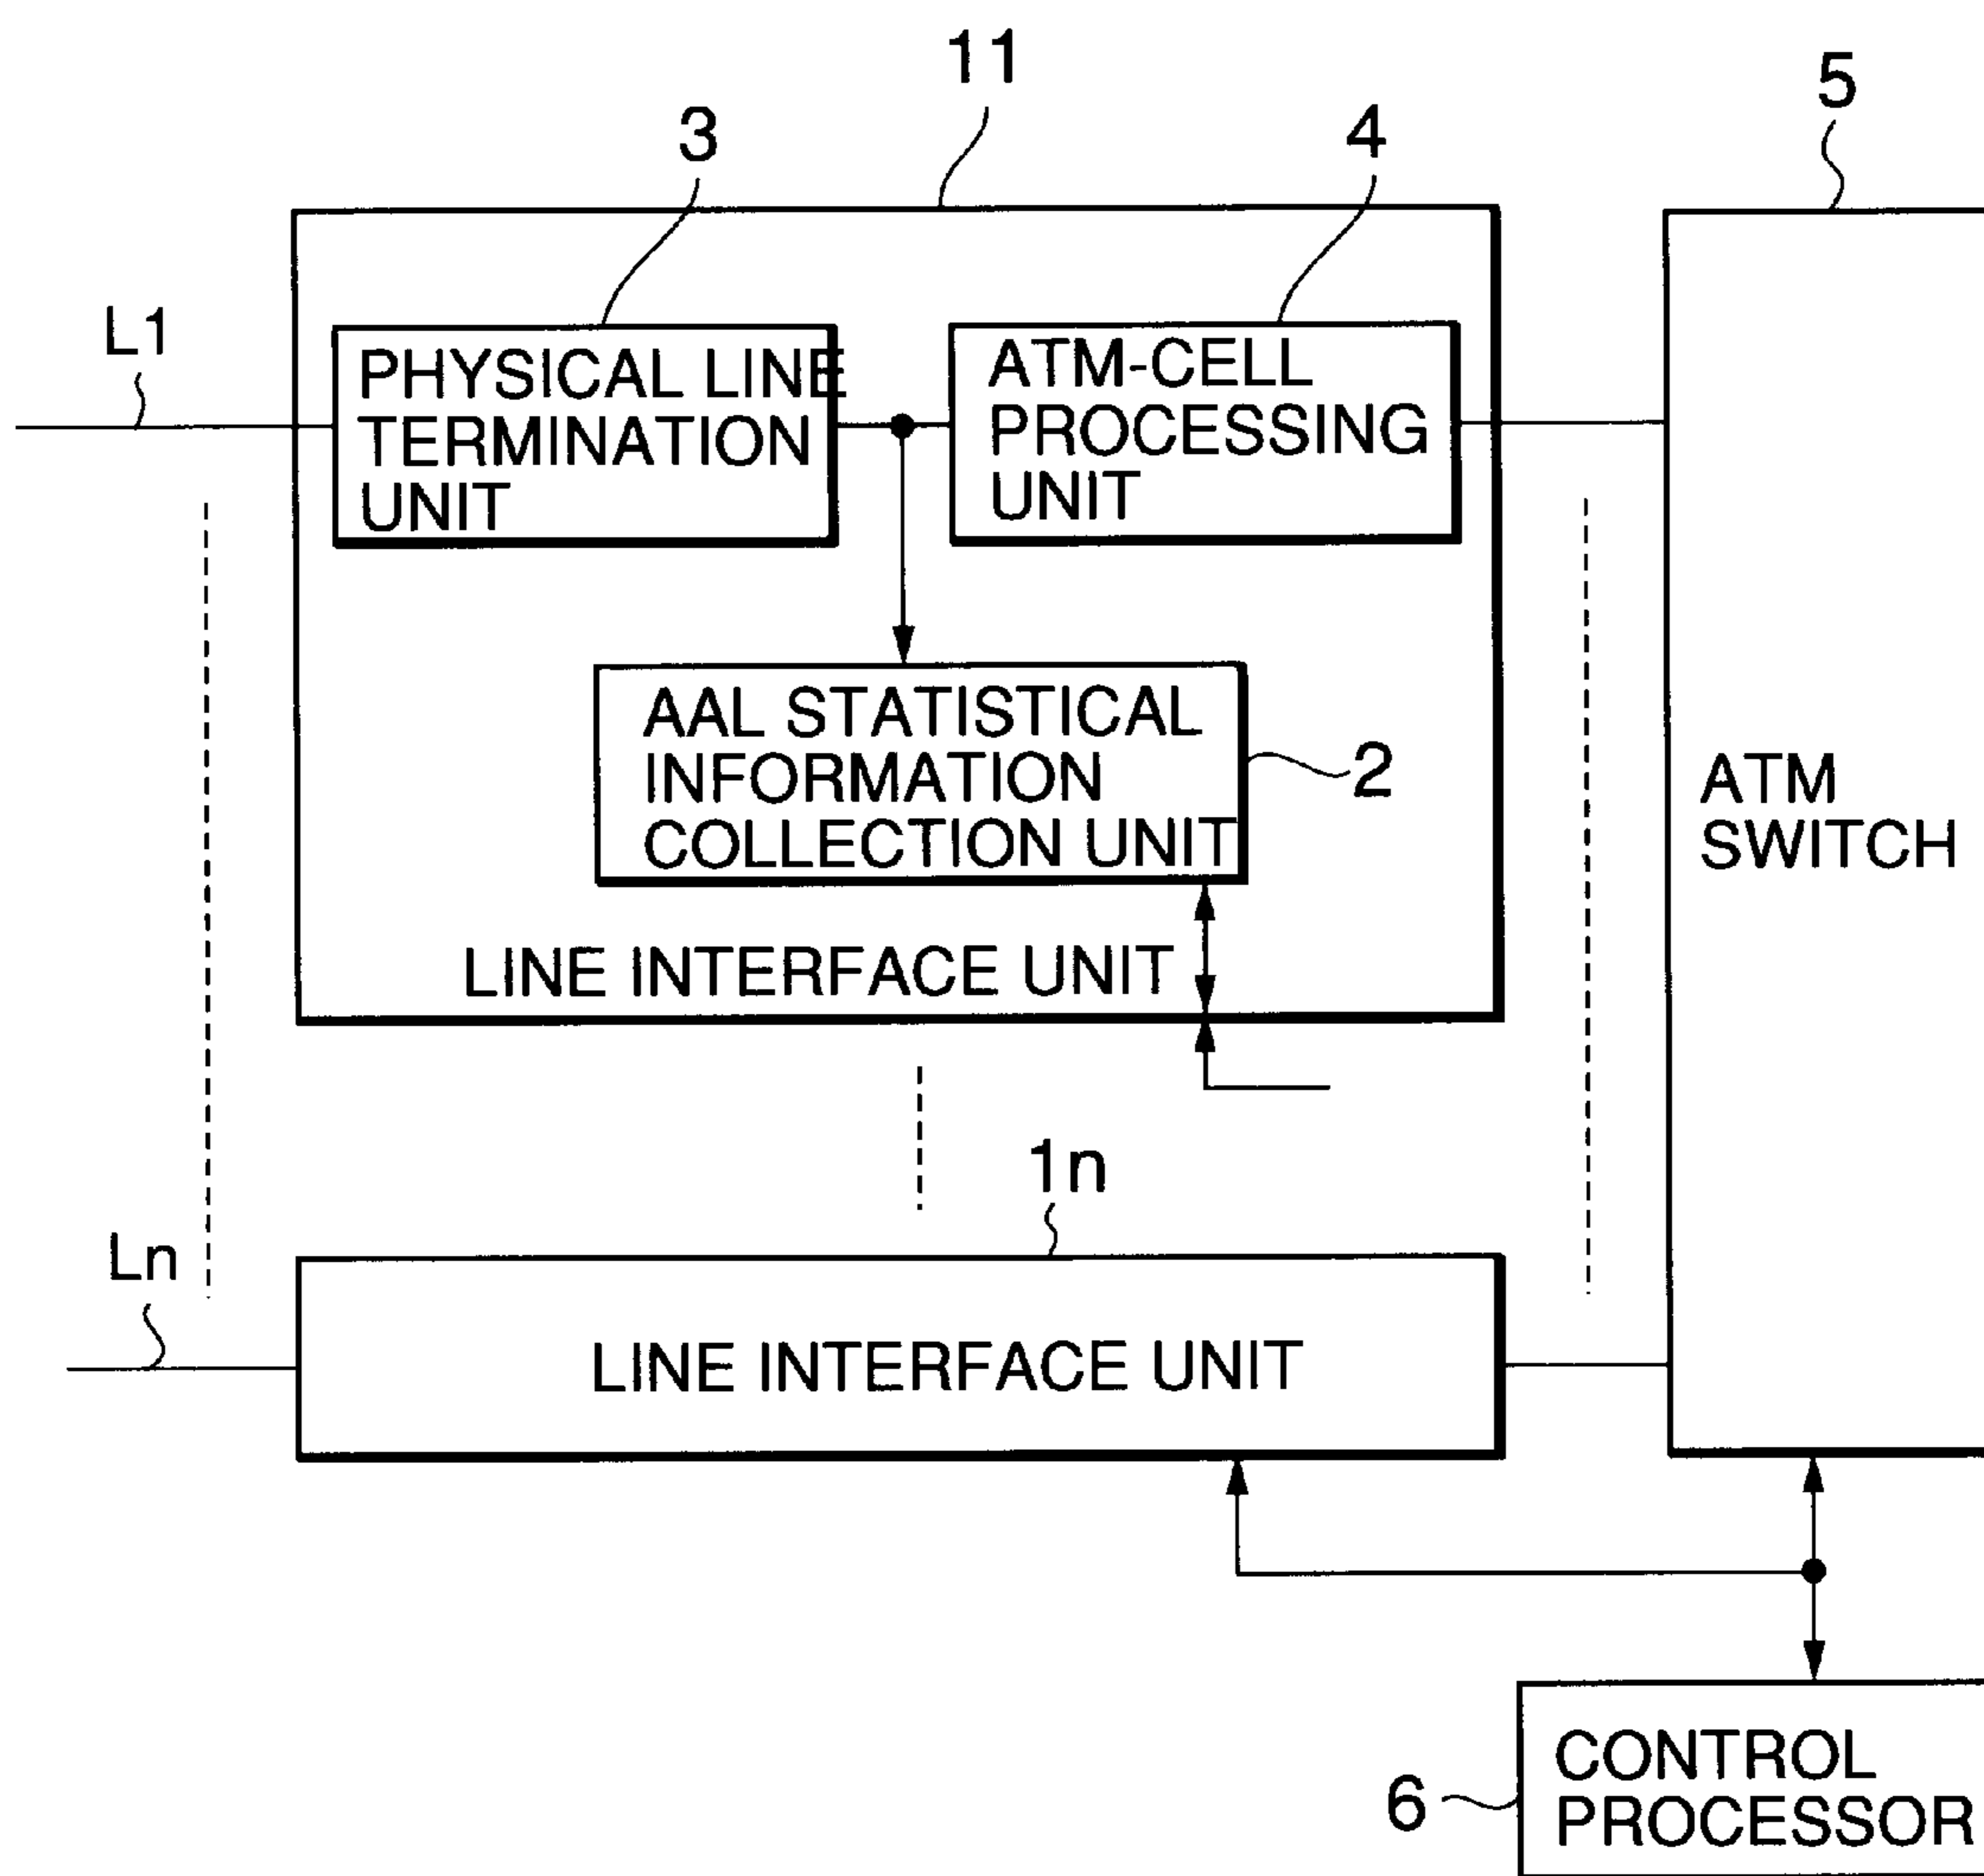 11
5
3
4
L1
PHYSICAL LINE
TERMINATION
UNIT
ATM-CELL
PROCESSING
UNIT
AAL STATISTICAL
INFORMATION
COLLECTION UNIT
2
ATM
SWITCH
LINE INTERFACE UNIT
1n
Ln
LINE INTERFACE UNIT
6
CONTROL
PROCESSOR